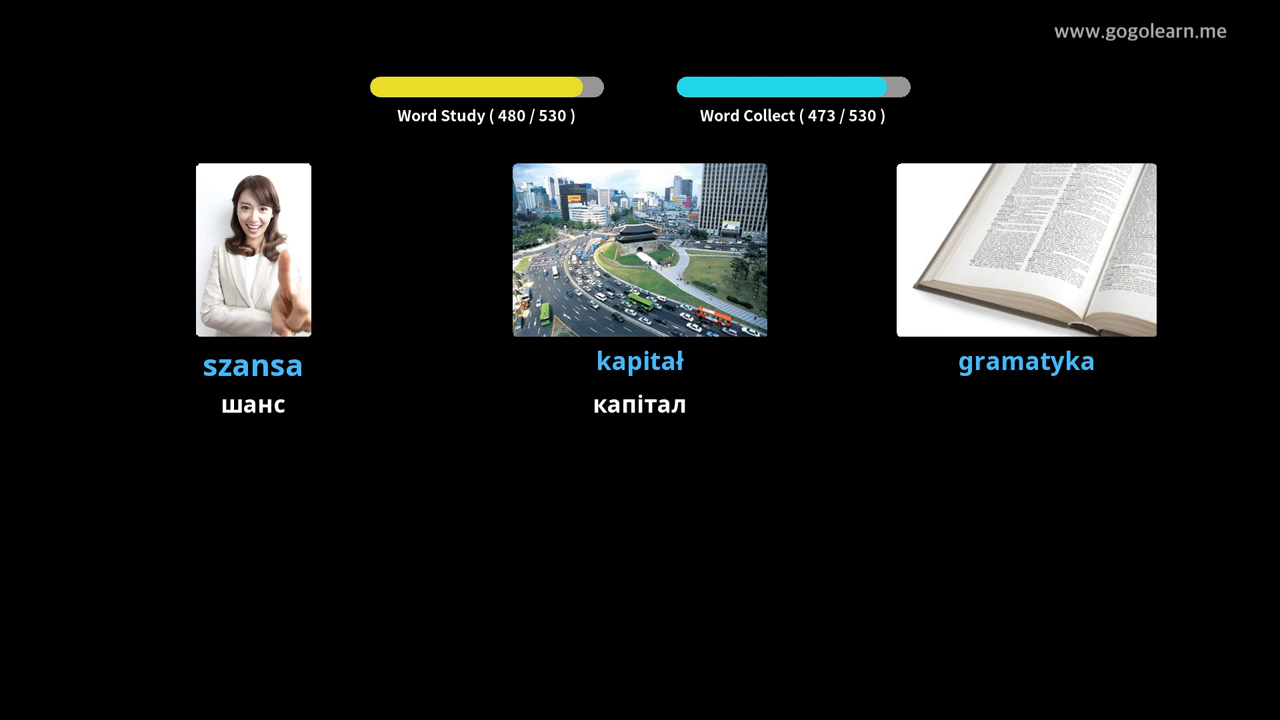 www.gogolearn.me
Word Study ( 480 / 530 )
Word Collect ( 473 / 530 )
szansa
шанс
kapitał
капітал
gramatyka